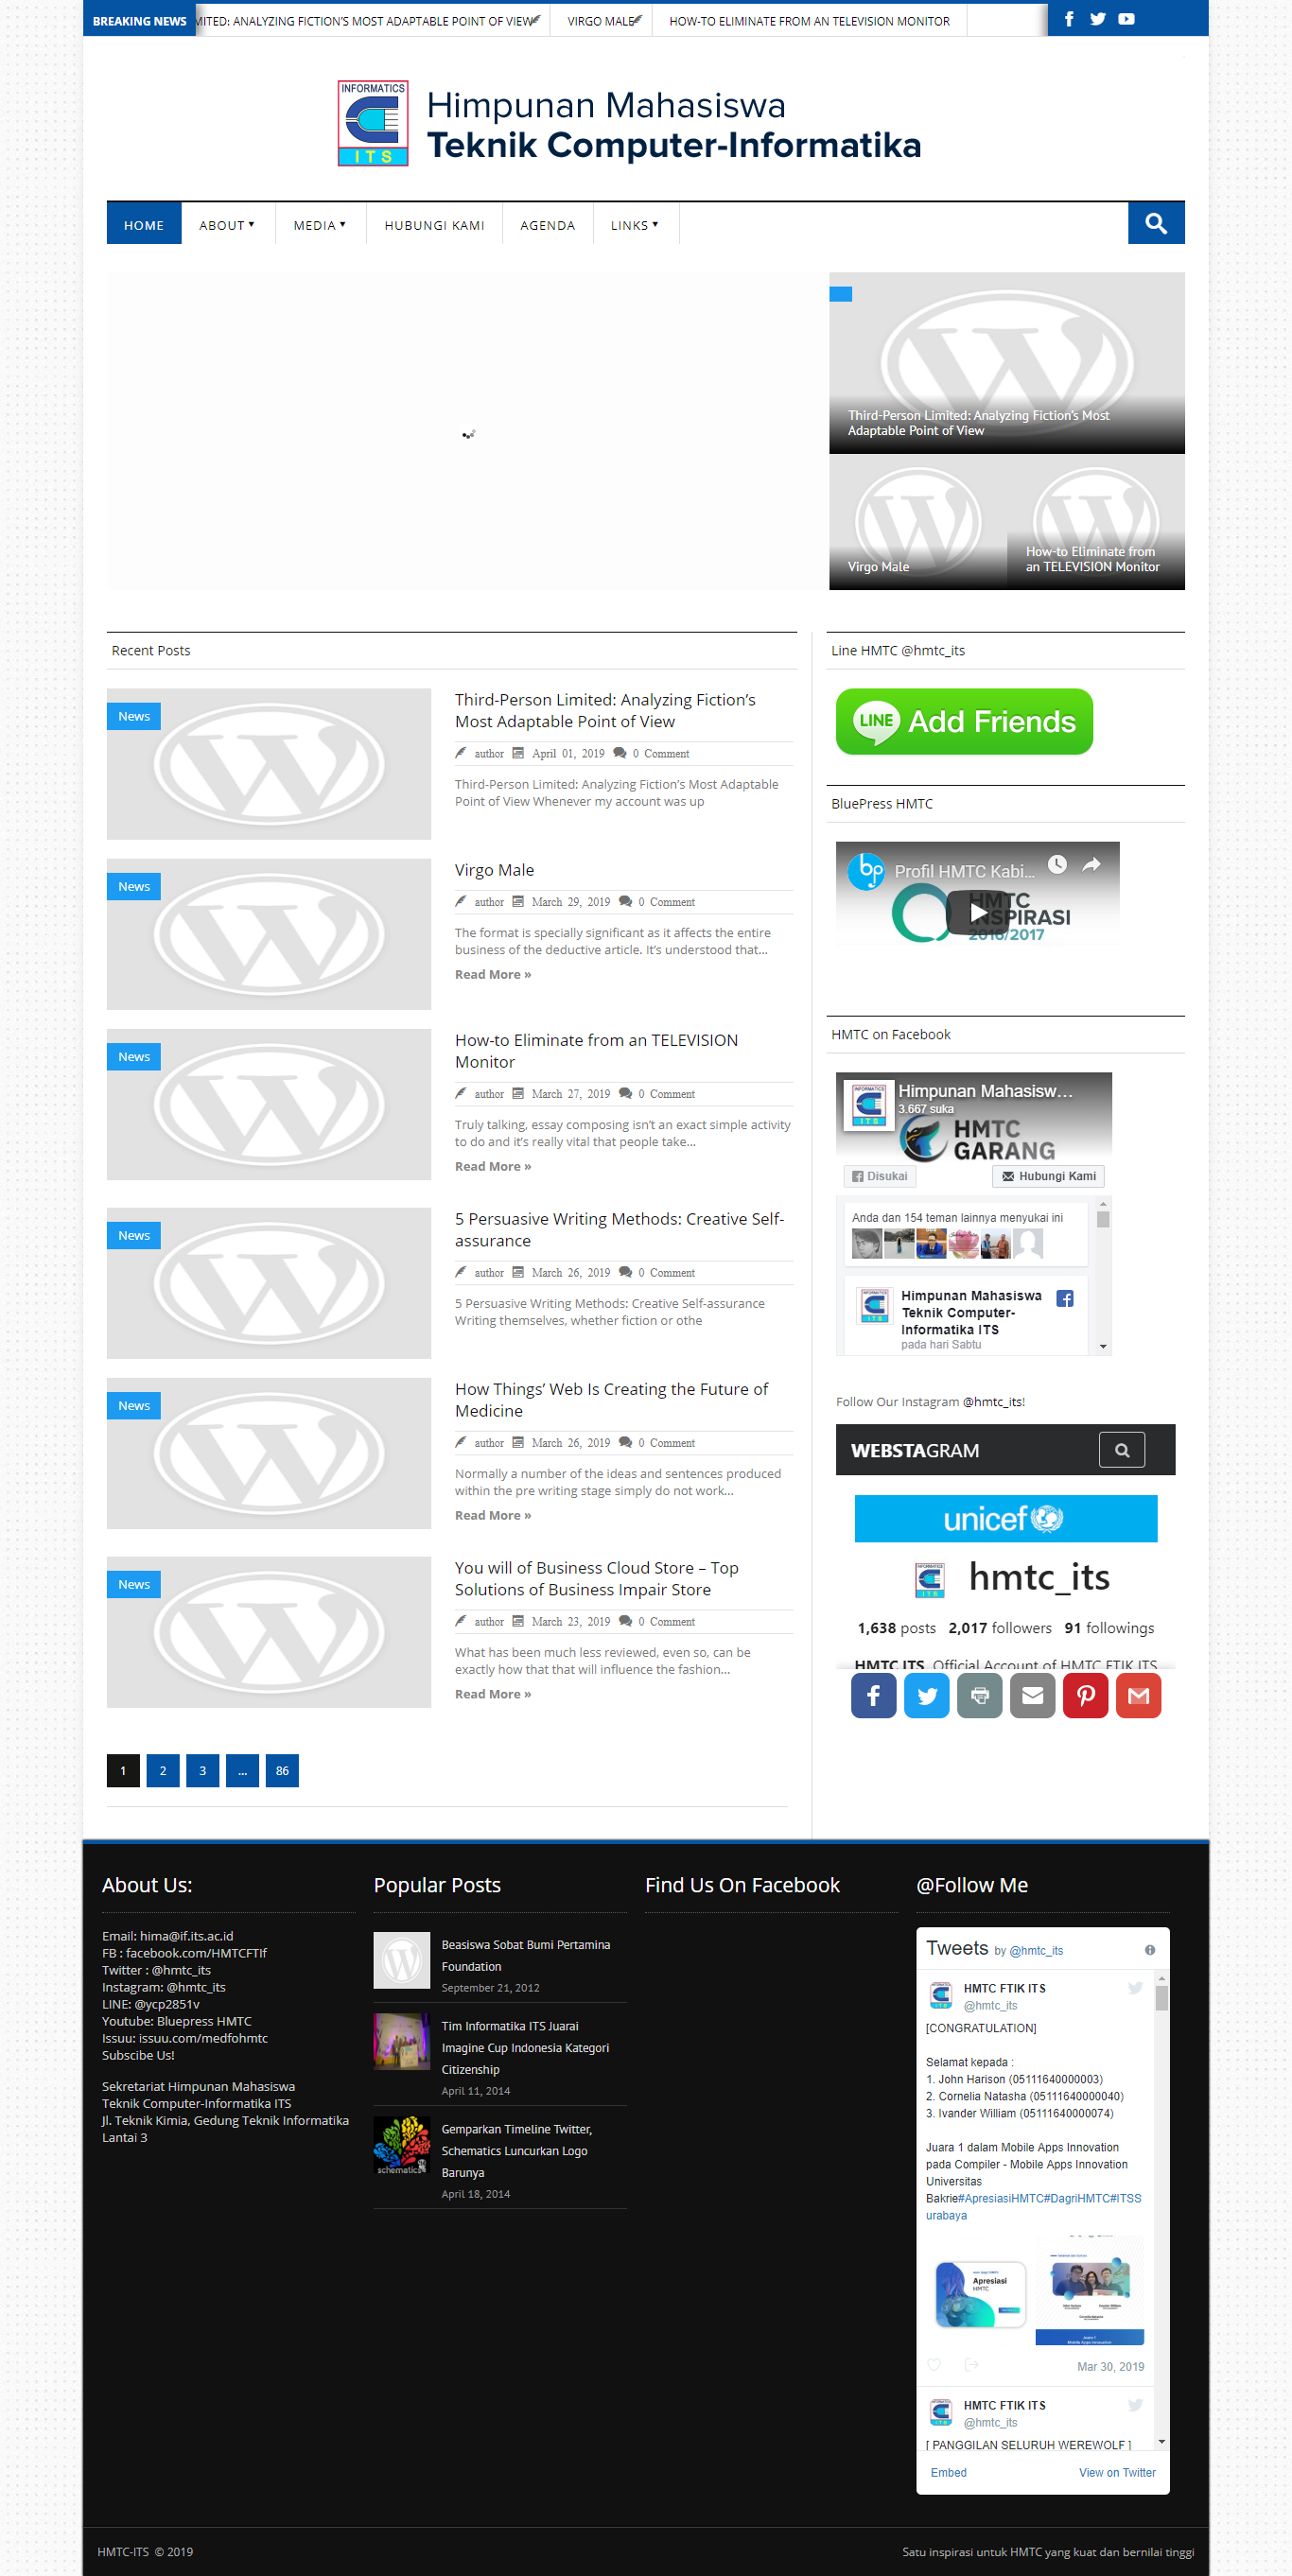 BREAKING NEWS
MITED: ANALYZING FICTION'S MOST ADAPTABLE POINT OF VIEW
VIRGO MALE
HOW-TO ELIMINATE FROM AN TELEVISION MONITOR
INFORMATICS
ITS
Himpunan Mahasiswa
Teknik Computer-Informatika
HOME
ABOUT
MEDIA
HUBUNGI KAMI
AGENDA
LINKS
Third-Person Limited: Analyzing Fiction's Most
Adaptable Point of View
Virgo Male
How-to Eliminate from
an TELEVISION Monitor
Recent Posts
News
Third-Person Limited: Analyzing Fiction's
Most Adaptable Point of View
author April 01, 2019 0 Comment
Third-Person Limited: Analyzing Fiction's Most Adaptable
Point of View Whenever my account was up
News
Virgo Male
author March 29, 2019 0 Comment
The format is specially significant as it affects the entire
business of the deductive article. It's understood that...
Read More »
News
How-to Eliminate from an TELEVISION
Monitor
author March 27, 2019 0 Comment
Truly talking, essay composing isn't an exact simple activity
to do and it's really vital that people take...
Read More »
News
5 Persuasive Writing Methods: Creative Self-
assurance
author March 26, 2019 0 Comment
5 Persuasive Writing Methods: Creative Self-assurance
Writing themselves, whether fiction or othe
News
How Things' Web Is Creating the Future of
Medicine
author March 26, 2019 0 Comment
Normally a number of the ideas and sentences produced
within the pre writing stage simply do not work...
Read More »
News
You will of Business Cloud Store – Top
Solutions of Business Impair Store
author March 23, 2019 0 Comment
What has been much less reviewed, even so, can be
exactly how that that will influence the fashion...
Read More »
1 2 3 ... 86
Line HMTC @hmtc_its
LINE Add Friends
BluePress HMTC
bp Profil HMTC Kabi...
HMTC
INSPIRASI
2016/2017
HMTC on Facebook
INFORMATICS
ITS
Himpunan Mahasisw...
3.667 suka
HMTC
GARANG
Disukai
Hubungi Kami
Anda dan 154 teman lainnya menyukai ini
Himpunan Mahasiswa
Teknik Computer-
Informatika ITS
pada hari Sabtu
Follow Our Instagram @hmtc_its!
WEBSTAGRAM
unicef
hmtc_its
1,638 posts 2,017 followers 91 followings
HMTC ITS Official Account of HMTC FTIK ITS
About Us:
Email: hima@if.its.ac.id
FB : facebook.com/HMTCFTIf
Twitter : @hmtc_its
Instagram: @hmtc_its
LINE: @ycp2851v
Youtube: Bluepress HMTC
Issuu: issuu.com/medfohmtc
Subscibe Us!
Sekretariat Himpunan Mahasiswa
Teknik Computer-Informatika ITS
Jl. Teknik Kimia, Gedung Teknik Informatika
Lantai 3
Popular Posts
Beasiswa Sobat Bumi Pertamina
Foundation
September 21, 2012
Tim Informatika ITS Juarai
Imagine Cup Indonesia Kategori
Citizenship
April 11, 2014
schematics
Gemparkan Timeline Twitter,
Schematics Luncurkan Logo
Barunya
April 18, 2014
Find Us On Facebook
@Follow Me
Tweets by @hmtc_its
HMTC FTIK ITS
@hmtc_its
[CONGRATULATION]
Selamat kepada :
1. John Harison (05111640000003)
2. Cornelia Natasha (05111640000040)
3. Ivander William (05111640000074)
Juara 1 dalam Mobile Apps Innovation
pada Compiler - Mobile Apps Innovation
Universitas
Bakrie#ApresiasiHMTC#DagriHMTC#ITSS
urabaya
Apresiasi
HMTC
Juara 1
Mobile Apps Innovation
Mar 30, 2019
HMTC FTIK ITS
@hmtc_its
[ PANGGILAN SELURUH WEREWOLF ]
Embed
View on Twitter
HMTC-ITS © 2019
Satu inspirasi untuk HMTC yang kuat dan bernilai tinggi